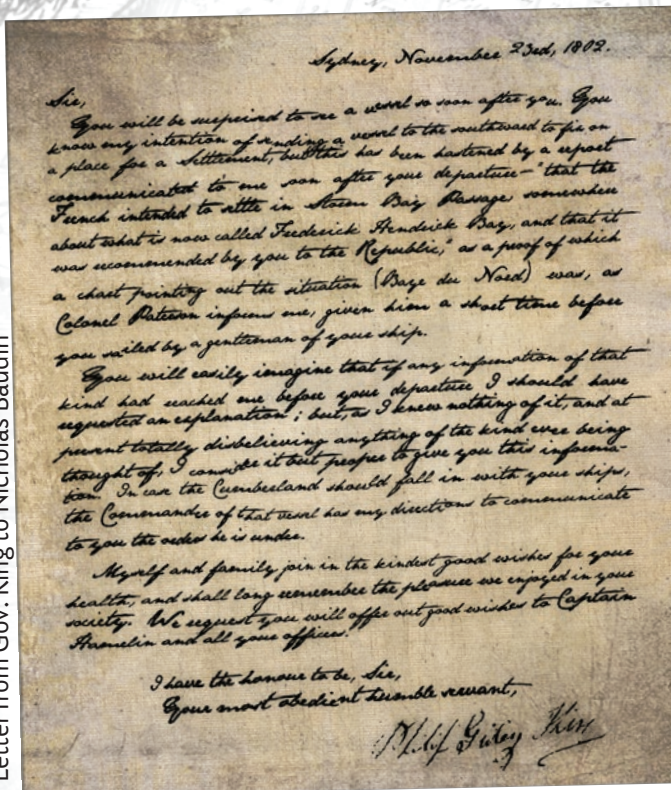 Sydney, November 23rd, 1802.
Sir,
You will be surprised to see a vessel so soon after you. You
know my intention of sending a vessel to the southward to fix on
a place for a Settlement, but this has been hastened by a report
communicated to me soon after your departure—"that the
French intended to settle in Storm Bay Passage somewhere
about what is now called Frederick Hendrick Bay, and that it
was recommended by you to the Republic," as a proof of which
a chart pointing out the situation (Baye du Nord) was, as
Colonel Paterson informs me, given him a short time before
you sailed by a gentleman of your ship.
You will easily imagine that if any information of that
kind had reached me before your departure I should have
requested an explanation; but, as I knew nothing of it, and at
present totally disbelieving anything of the kind ever being
thought of, I consider it but proper to give you this informa-
tion. In case the Cumberland should fall in with your ships,
the Commander of that vessel has my directions to communicate
to you the orders he is under.
Myself and family join in the kindest good wishes for your
health, and shall long remember the pleasure we enjoyed in your
society. We request you will offer our good wishes to Captain
Hamelin and all your officers.
I have the honour to be, Sir,
Your most obedient humble servant,
Philip Gidley King
Letter from Gov. King to Nicholas Baudin